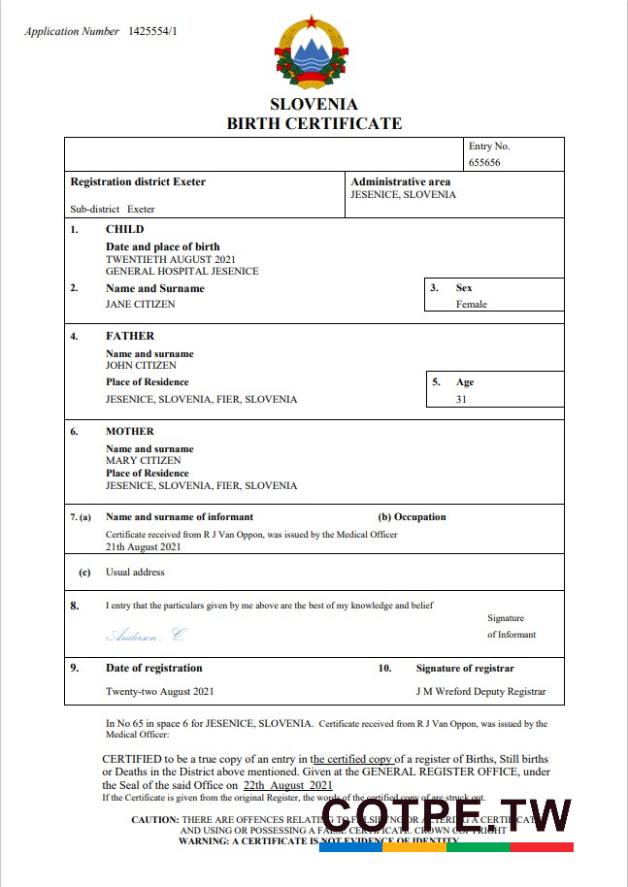 Application Number 1425554/1
SLOVENIA
BIRTH CERTIFICATE
Entry No.
655656
Registration district Exeter
Sub-district Exeter
Administrative area
JESENICE, SLOVENIA
1. CHILD
Date and place of birth
TWENTIETH AUGUST 2021
GENERAL HOSPITAL JESENICE
2. Name and Surname
JANE CITIZEN
3. Sex
Female
4. FATHER
Name and surname
JOHN CITIZEN
Place of Residence
JESENICE, SLOVENIA, FIER, SLOVENIA
5. Age
31
6. MOTHER
Name and surname
MARY CITIZEN
Place of Residence
JESENICE, SLOVENIA, FIER, SLOVENIA
7. (a) Name and surname of informant (b) Occupation
Certificate received from R J Van Oppon, was issued by the Medical Officer
21th August 2021
(c) Usual address
8. I entry that the particulars given by me above are the best of my knowledge and belief
Anderson . C.
Signature
of Informant
9. Date of registration
Twenty-two August 2021
10. Signature of registrar
J M Wreford Deputy Registrar
In No 65 in space 6 for JESENICE, SLOVENIA. Certificate received from R J Van Oppon, was issued by the
Medical Officer:
CERTIFIED to be a true copy of an entry in the certified copy of a register of Births, Still births
or Deaths in the District above mentioned. Given at the GENERAL REGISTER OFFICE, under
the Seal of the said Office on 22th August 2021
If the Certificate is given from the original Register, the words of the certified copy of are struck out.
CAUTION: THERE ARE OFFENCES RELATING TO FALSIFYING OR ALTERING A CERTIFICATE
AND USING OR POSSESSING A FALSE CERTIFICATE. CROWN COPYRIGHT
WARNING: A CERTIFICATE IS NOT EVIDENCE OF IDENTITY
COTPE.TW